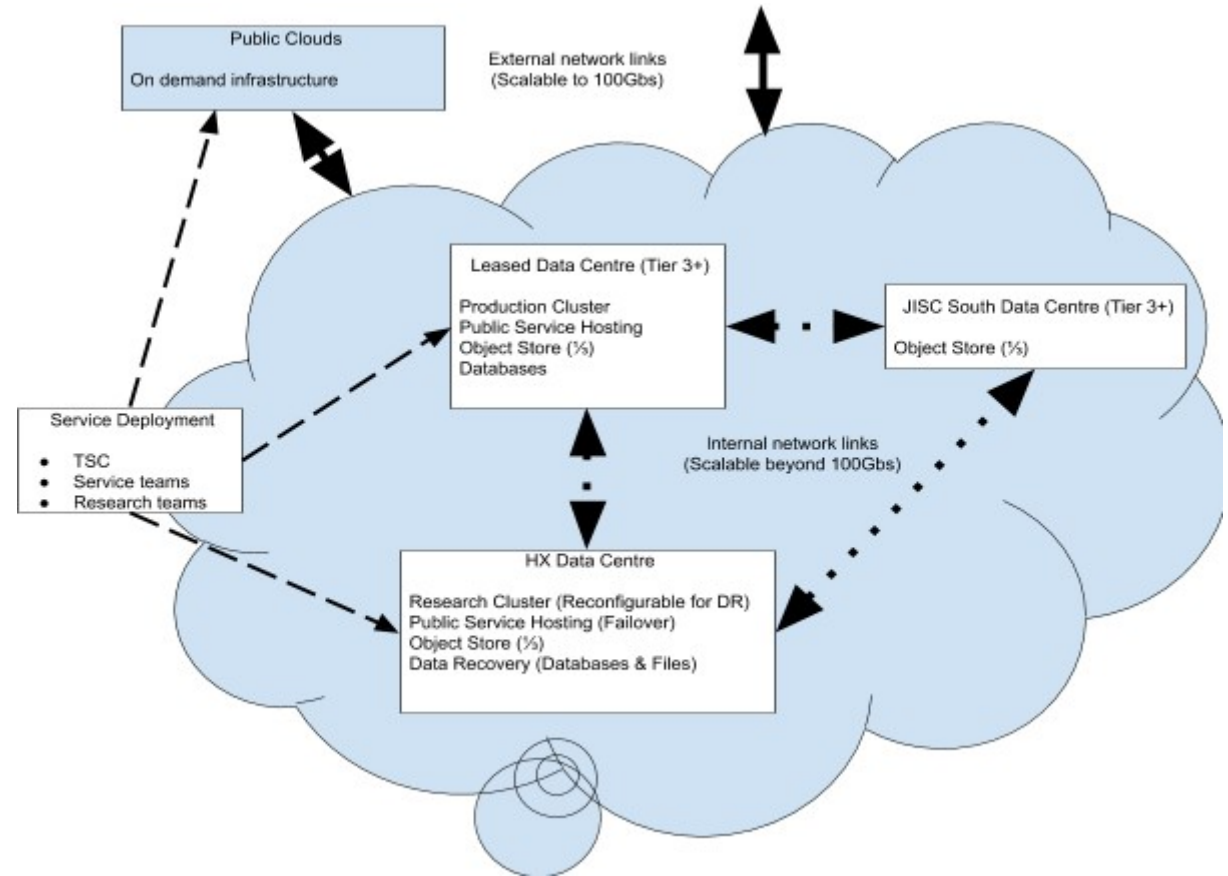 Public Clouds
On demand infrastructure
External network links
(Scalable to 100Gbs)
Leased Data Centre (Tier 3+)
Production Cluster
Public Service Hosting
Object Store (⅓)
Databases
JISC South Data Centre (Tier 3+)
Object Store (⅓)
Service Deployment
● TSC
● Service teams
● Research teams
Internal network links
(Scalable beyond 100Gbs)
HX Data Centre
Research Cluster (Reconfigurable for DR)
Public Service Hosting (Failover)
Object Store (⅓)
Data Recovery (Databases & Files)